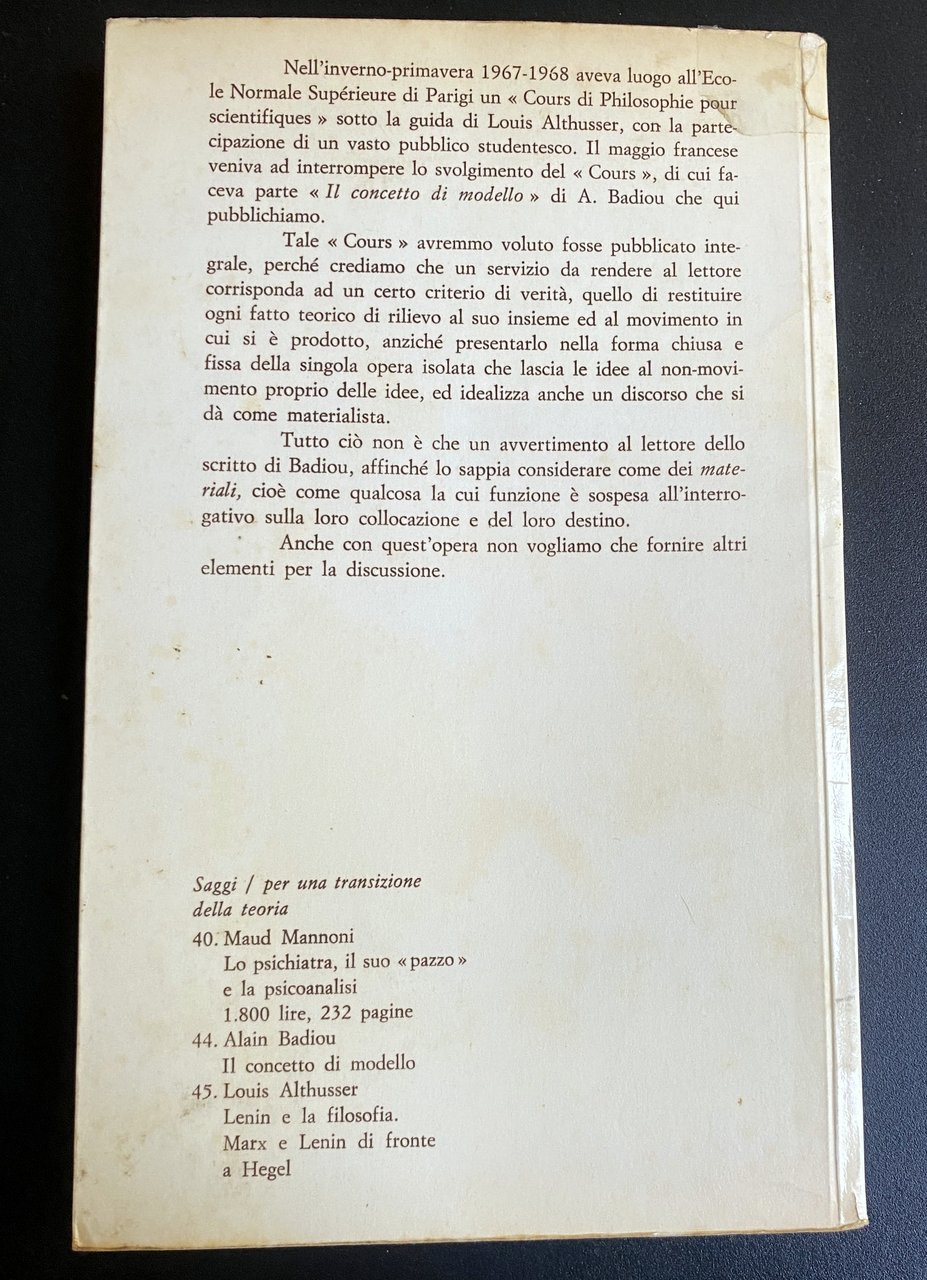 Nell'inverno-primavera 1967-1968 aveva luogo all'Eco-
le Normale Supérieure di Parigi un « Cours di Philosophie pour
scientifiques » sotto la guida di Louis Althusser, con la parte-
cipazione di un vasto pubblico studentesco. Il maggio francese
veniva ad interrompere lo svolgimento del « Cours », di cui fa-
ceva parte « Il concetto di modello » di A. Badiou che qui
pubblichiamo.
Tale « Cours » avremmo voluto fosse pubblicato inte-
grale, perché crediamo che un servizio da rendere al lettore
corrisponda ad un certo criterio di verità, quello di restituire
ogni fatto teorico di rilievo al suo insieme ed al movimento in
cui si è prodotto, anziché presentarlo nella forma chiusa e
fissa della singola opera isolata che lascia le idee al non-movi-
mento proprio delle idee, ed idealizza anche un discorso che si
dà come materialista.
Tutto ciò non è che un avvertimento al lettore dello
scritto di Badiou, affinché lo sappia considerare come dei mate-
riali, cioè come qualcosa la cui funzione è sospesa all'interro-
gativo sulla loro collocazione e del loro destino.
Anche con quest'opera non vogliamo che fornire altri
elementi per la discussione.
Saggi / per una transizione
della teoria
40. Maud Mannoni
Lo psichiatra, il suo « pazzo »
e la psicoanalisi
1.800 lire, 232 pagine
44. Alain Badiou
Il concetto di modello
45. Louis Althusser
Lenin e la filosofia.
Marx e Lenin di fronte
a Hegel